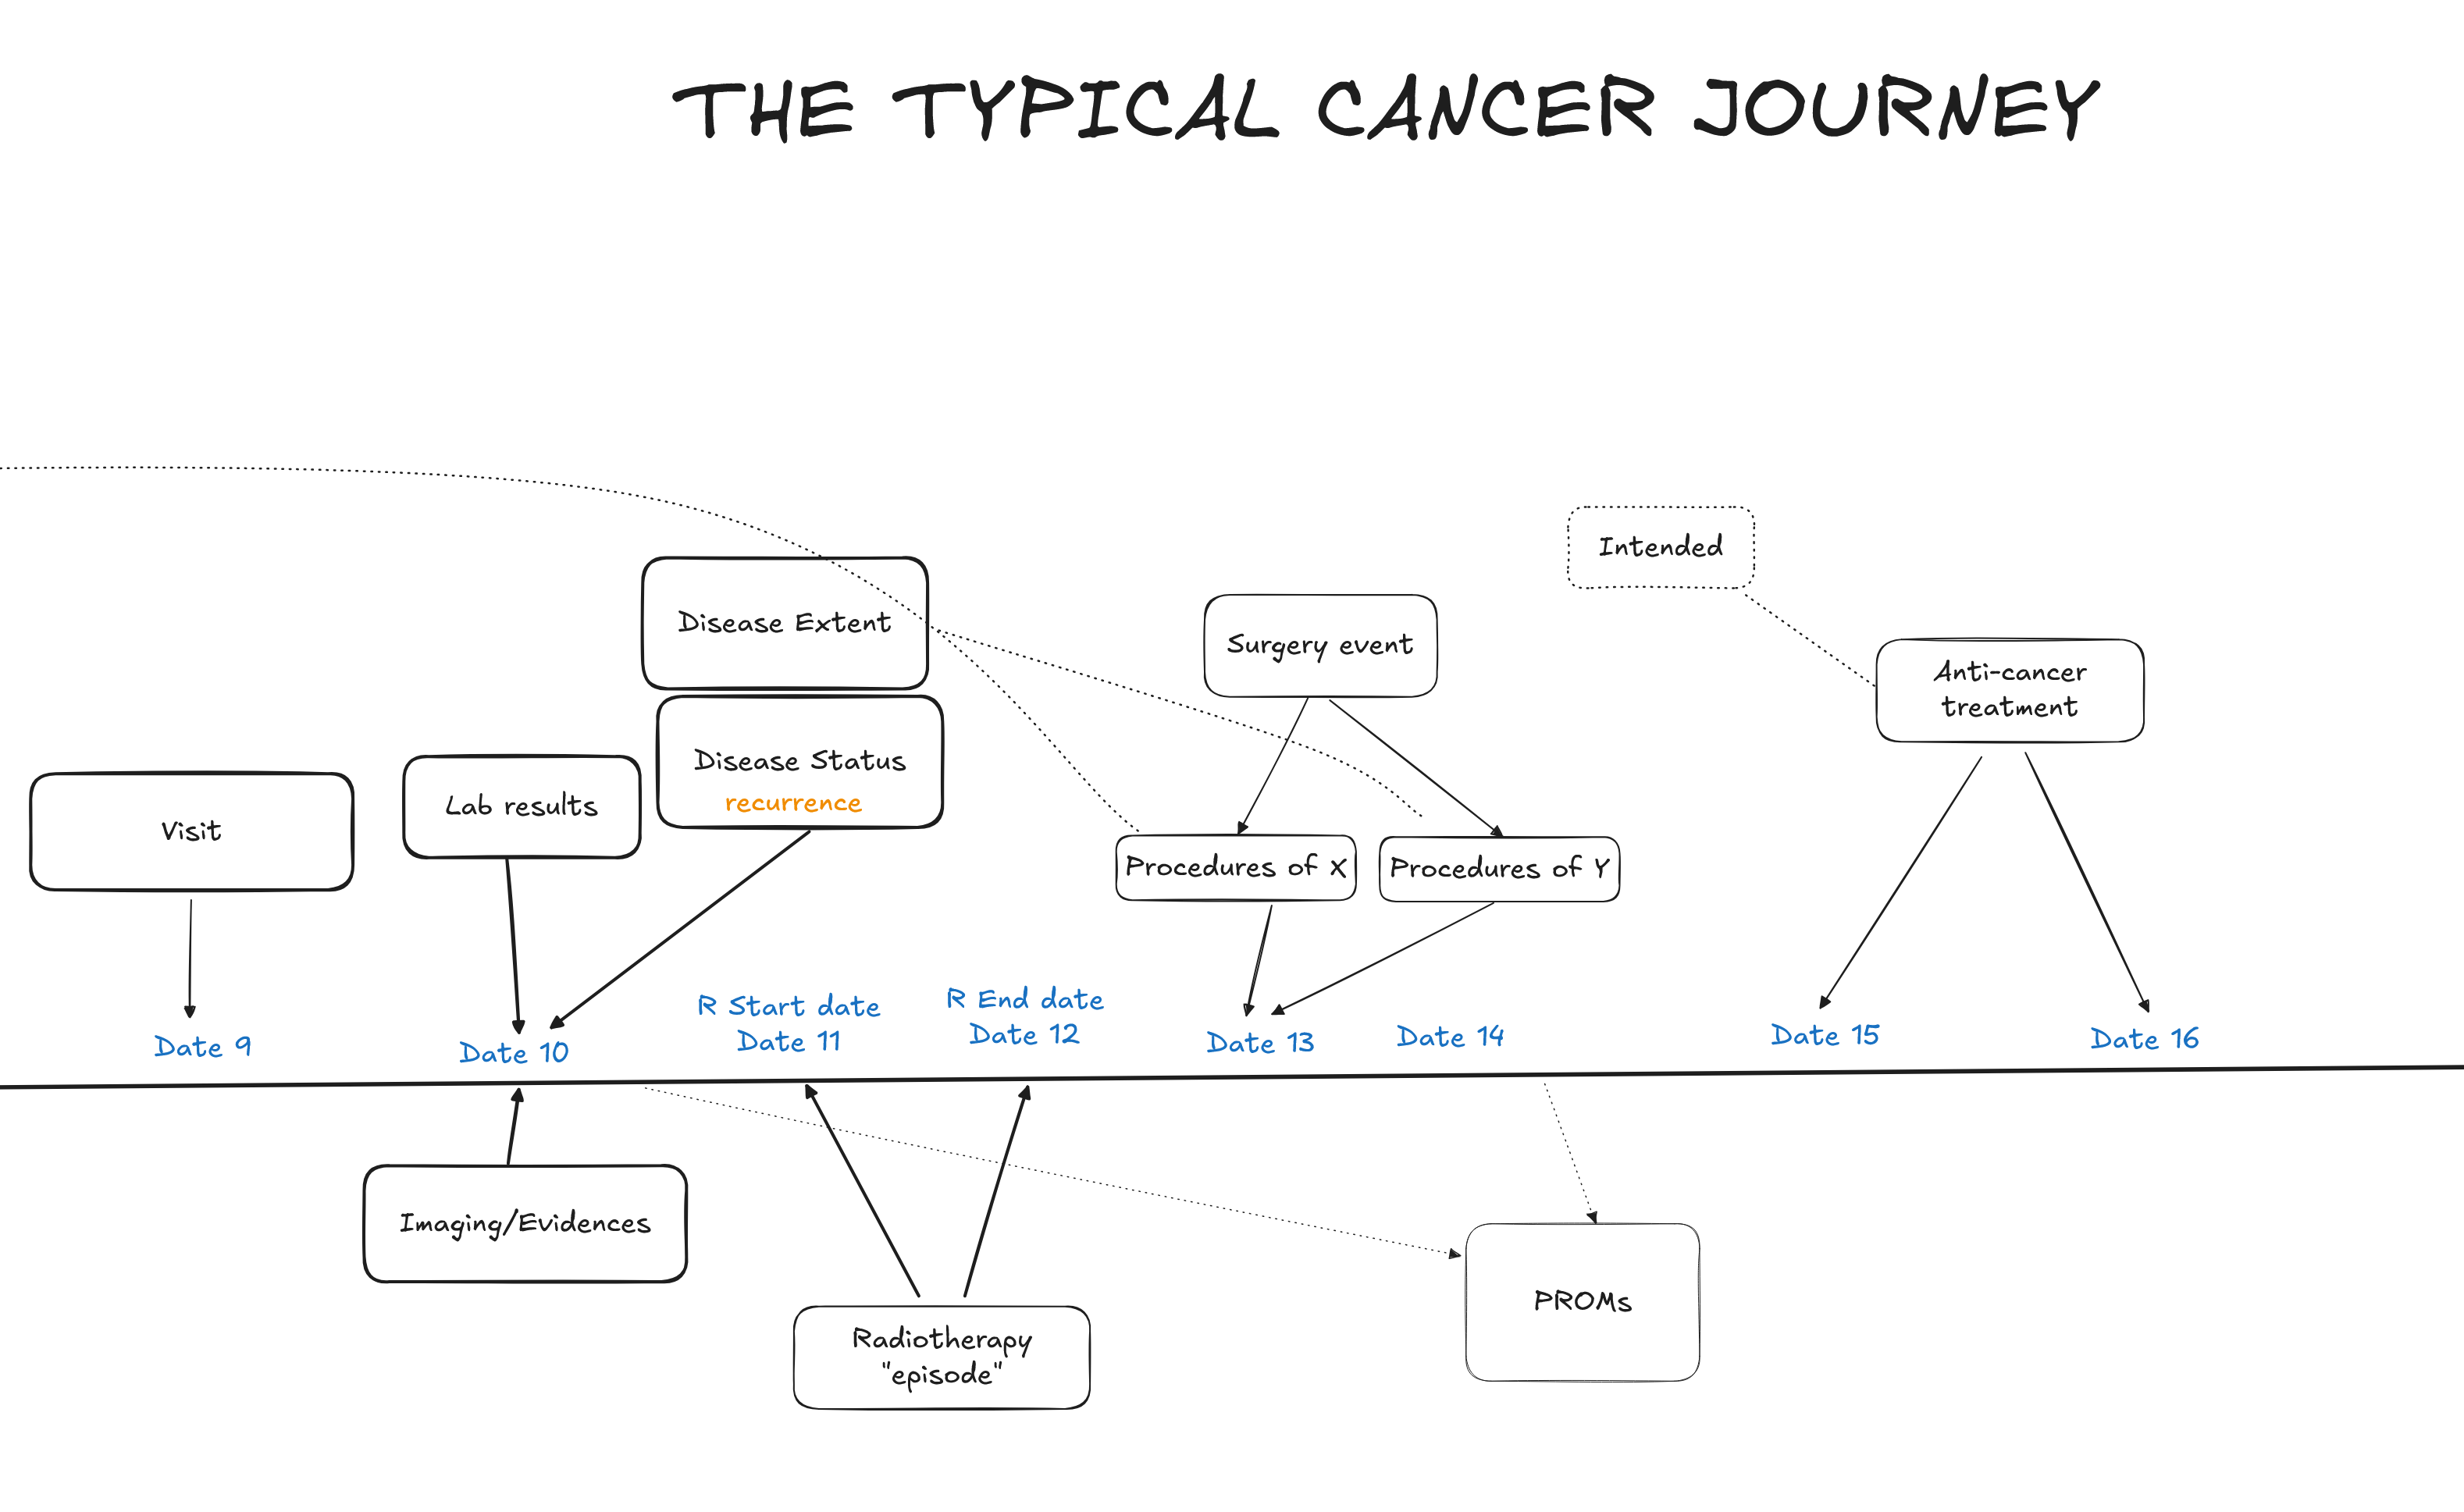 THE TYPICAL CANCER JOURNEY
Intended
Disease Extent
Surgery event
Anti-cancer
treatment
Disease Status
recurrence
Lab results
Visit
Procedures of X
Procedures of Y
R Start date
Date 11
R End date
Date 12
Date 9
Date 10
Date 13
Date 14
Date 15
Date 16
Imaging/Evidences
PROMs
Radiotherapy
"episode"